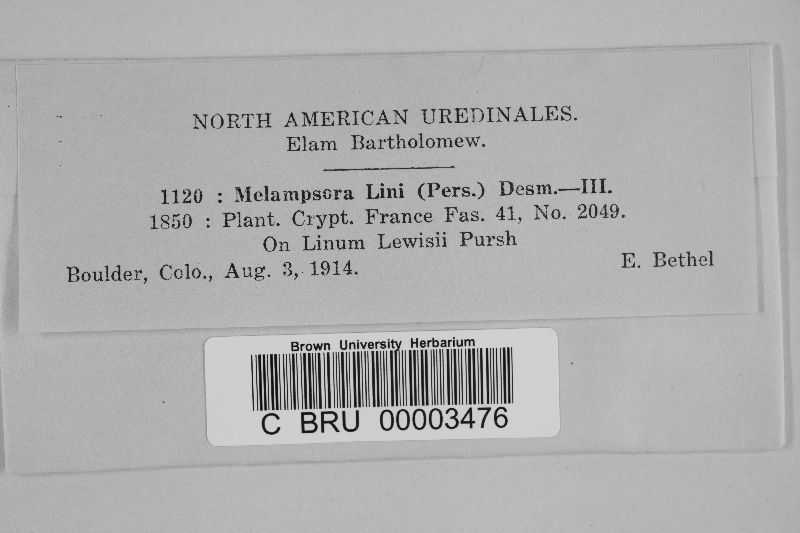 NORTH AMERICAN UREDINALES.
Elam Bartholomew.
1120 : Melampsora Lini (Pers.) Desm.—III.
1850 : Plant. Crypt. France Fas. 41, No. 2049.
On Linum Lewisii Pursh
Boulder, Colo., Aug. 3, 1914. E. Bethel
Brown University Herbarium
C BRU 00003476